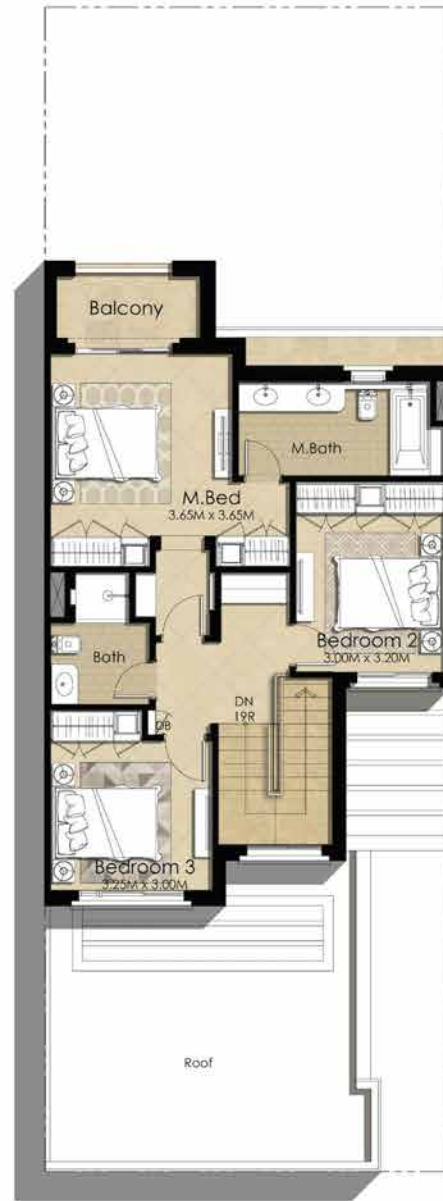 Balcony
M.Bath
M.Bed
3.65M x 3.65M
Bedroom 2
3.00M x 3.20M
Bath
DN
19R
DB
Bedroom 3
3.25M x 3.00M
Roof